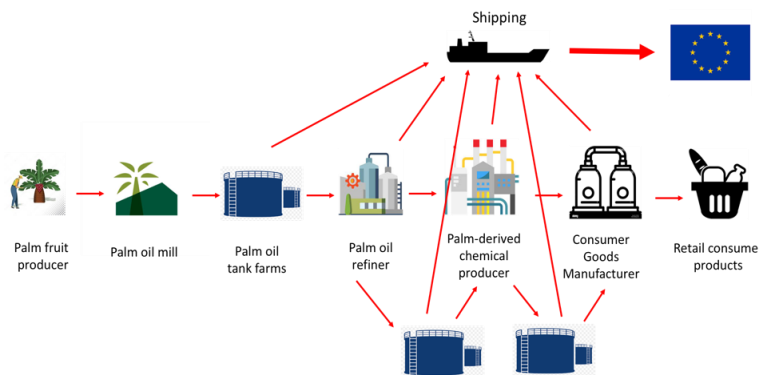 Shipping
Palm fruit
producer
Palm oil mill
Palm oil
tank farms
Palm oil
refiner
Palm-derived
chemical
producer
Consumer
Goods
Manufacturer
Retail consume
products